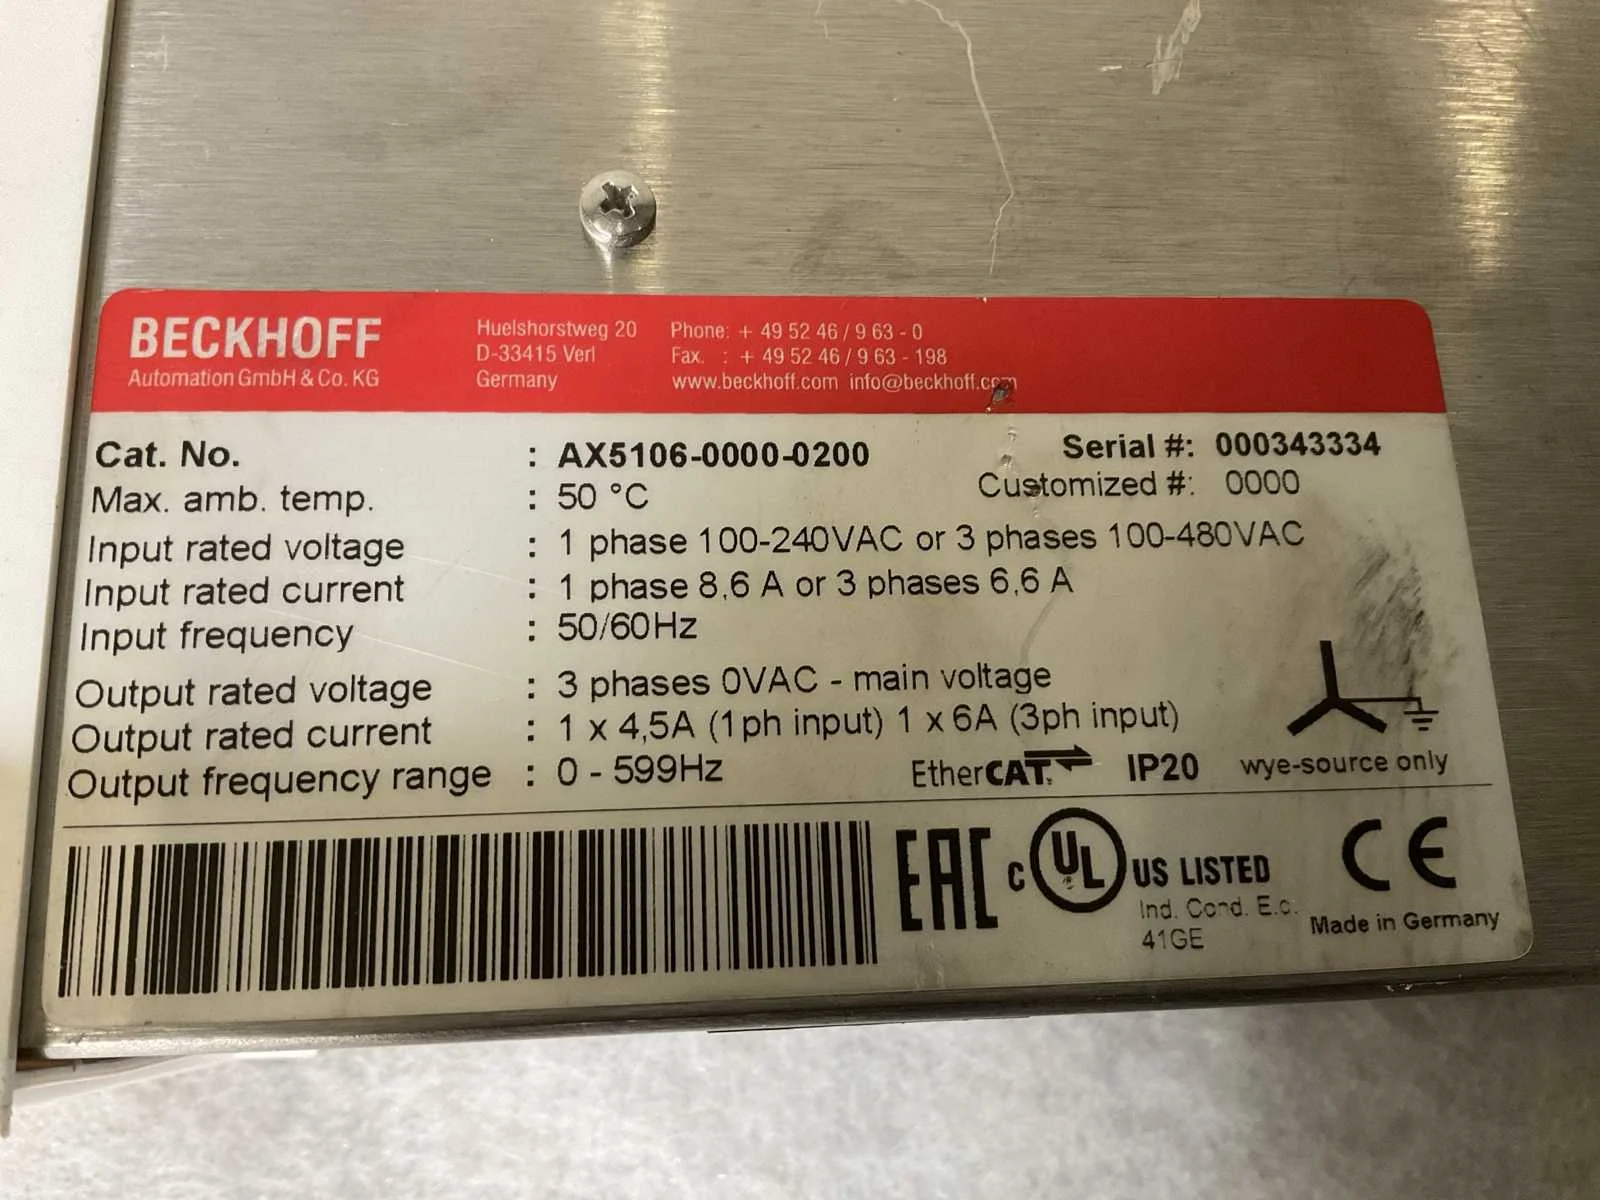 BECKHOFF
Automation GmbH & Co. KG
Huelshorstweg 20
D-33415 Verl
Germany
Phone: + 49 52 46 / 9 63 - 0
Fax. : + 49 52 46 / 9 63 - 198
www.beckhoff.com info@beckhoff.com
Cat. No. : AX5106-0000-0200
Serial #: 000343334
Max. amb. temp. : 50 °C
Customized #: 0000
Input rated voltage : 1 phase 100-240VAC or 3 phases 100-480VAC
Input rated current : 1 phase 8,6 A or 3 phases 6,6 A
Input frequency : 50/60Hz
Output rated voltage : 3 phases 0VAC - main voltage
Output rated current : 1 x 4,5A (1ph input) 1 x 6A (3ph input)
Output frequency range : 0 - 599Hz
EtherCAT. IP20 wye-source only
EAC c UL US LISTED CE
Ind. Cond. E.q.
41GE
Made in Germany